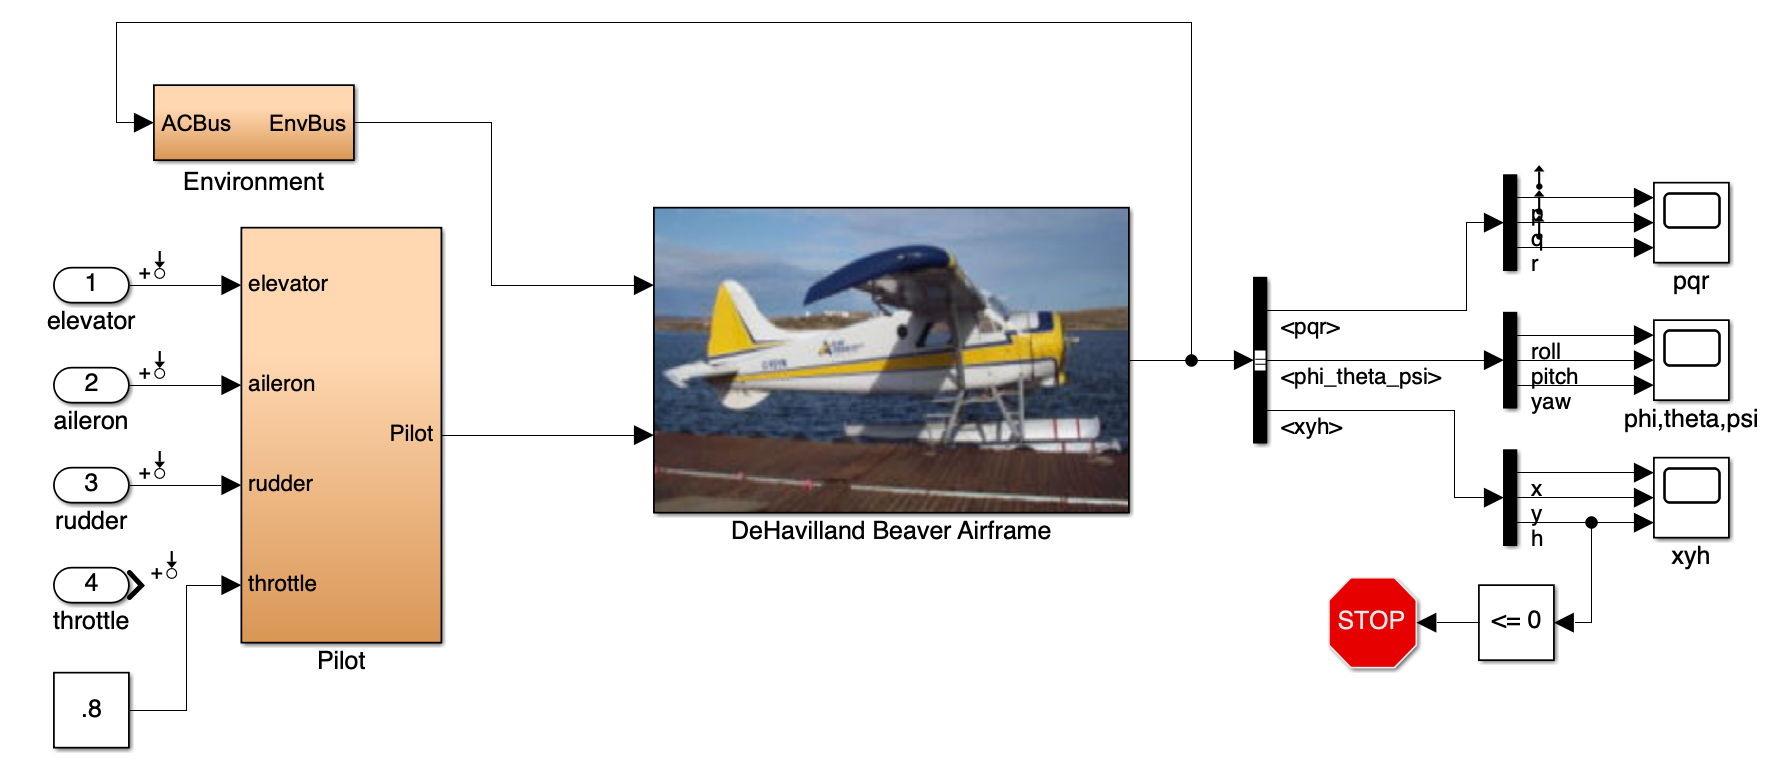 ACBus EnvBus
Environment
1
elevator
2
aileron
3
rudder
4
throttle
.8
elevator
aileron
rudder
throttle
Pilot
Pilot
DeHavilland Beaver Airframe
<pqr>
<phi_theta_psi>
<xyh>
p
q
r
pqr
roll
pitch
yaw
phi,theta,psi
x
y
h
xyh
<= 0
STOP